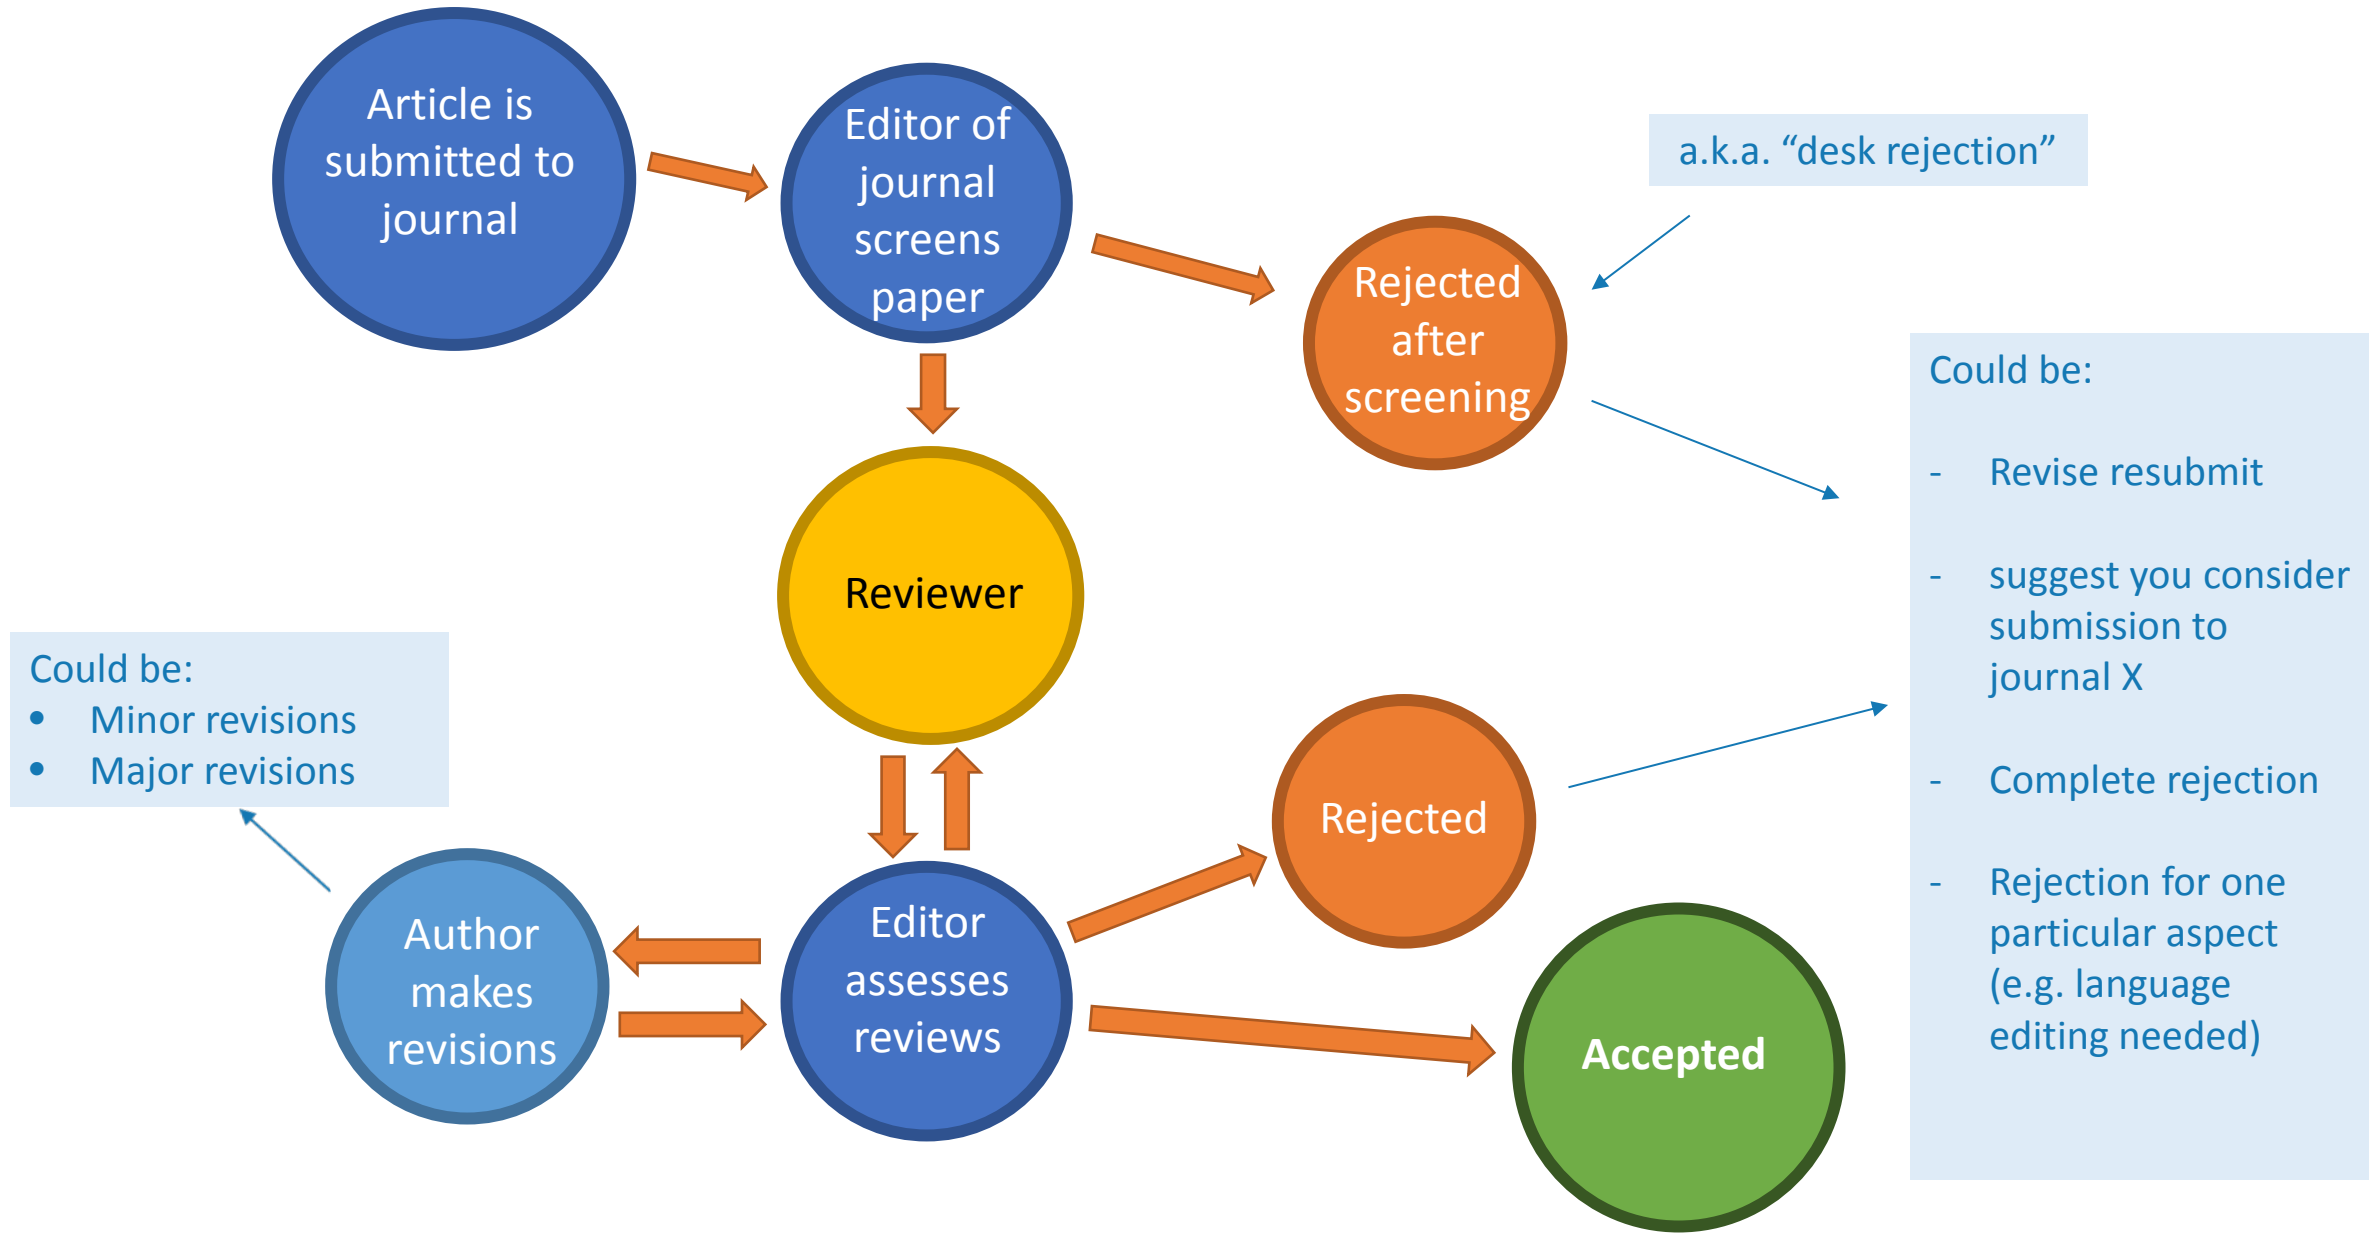 Article is
submitted to
journal
Editor of
journal
screens
paper
a.k.a. “desk rejection”
Rejected
after
screening
Could be:
- Revise resubmit
- suggest you consider
submission to
journal X
- Complete rejection
- Rejection for one
particular aspect
(e.g. language
editing needed)
Reviewer
Could be:
• Minor revisions
• Major revisions
Rejected
Author
makes
revisions
Editor
assesses
reviews
Accepted